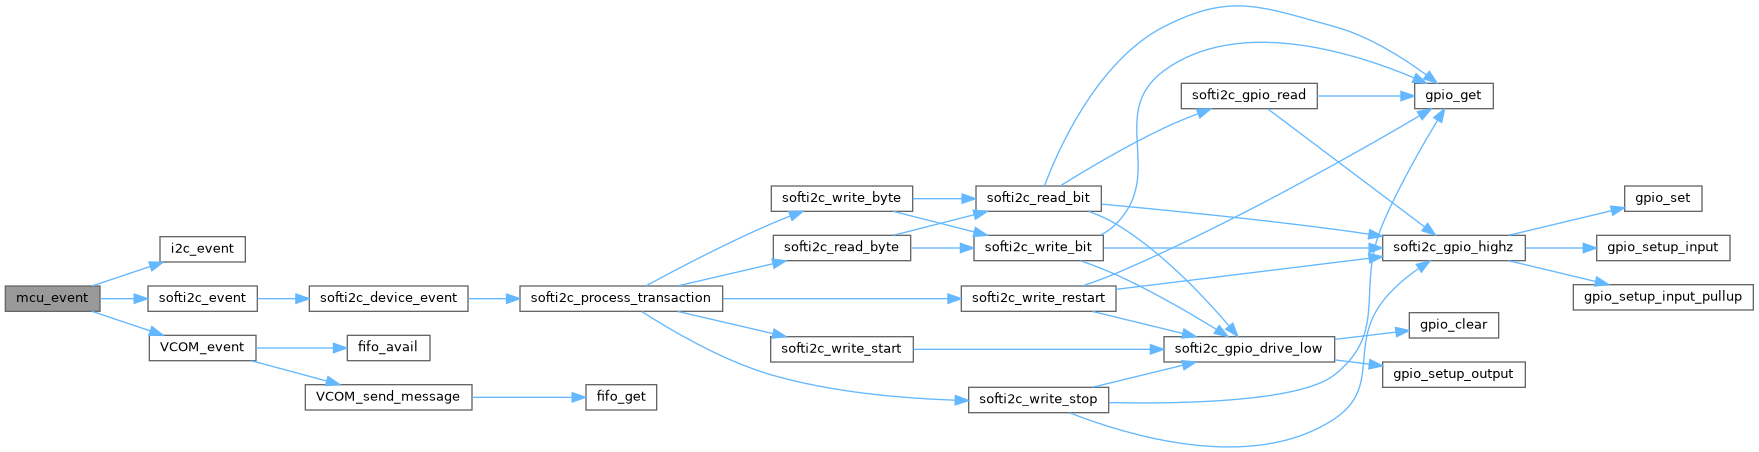 mcu_event
i2c_event
softi2c_event
VCOM_event
softi2c_device_event
fifo_avail
VCOM_send_message
softi2c_process_transaction
fifo_get
softi2c_write_byte
softi2c_read_byte
softi2c_write_start
softi2c_read_bit
softi2c_write_bit
softi2c_write_restart
softi2c_write_stop
softi2c_gpio_read
softi2c_gpio_drive_low
gpio_get
softi2c_gpio_highz
gpio_clear
gpio_setup_output
gpio_set
gpio_setup_input
gpio_setup_input_pullup